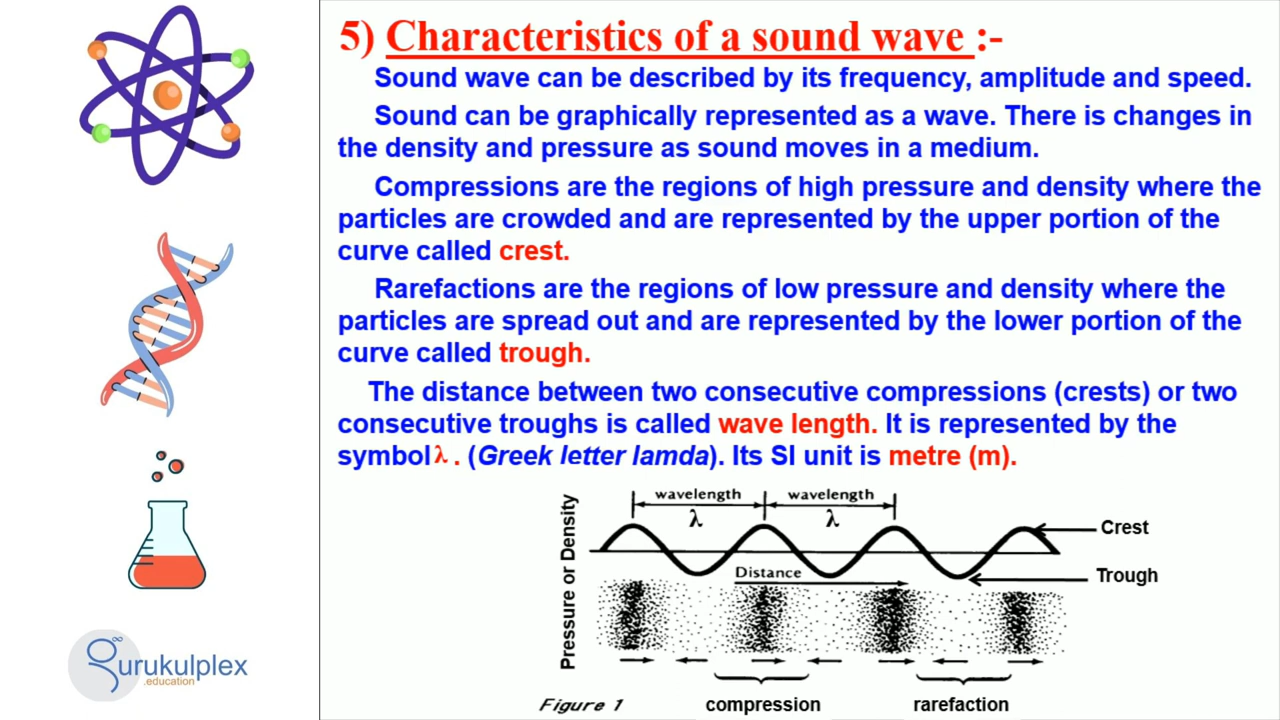 5) Characteristics of a sound wave :-
Sound wave can be described by its frequency, amplitude and speed.
Sound can be graphically represented as a wave. There is changes in
the density and pressure as sound moves in a medium.
Compressions are the regions of high pressure and density where the
particles are crowded and are represented by the upper portion of the
curve called crest.
Rarefactions are the regions of low pressure and density where the
particles are spread out and are represented by the lower portion of the
curve called trough.
The distance between two consecutive compressions (crests) or two
consecutive troughs is called wave length. It is represented by the
symbol λ . (Greek letter lamda). Its SI unit is metre (m).
wavelength wavelength
λ λ
Pressure or Density
Crest
Distance
Trough
compression rarefaction
Figure 1
gurukulplex
.education